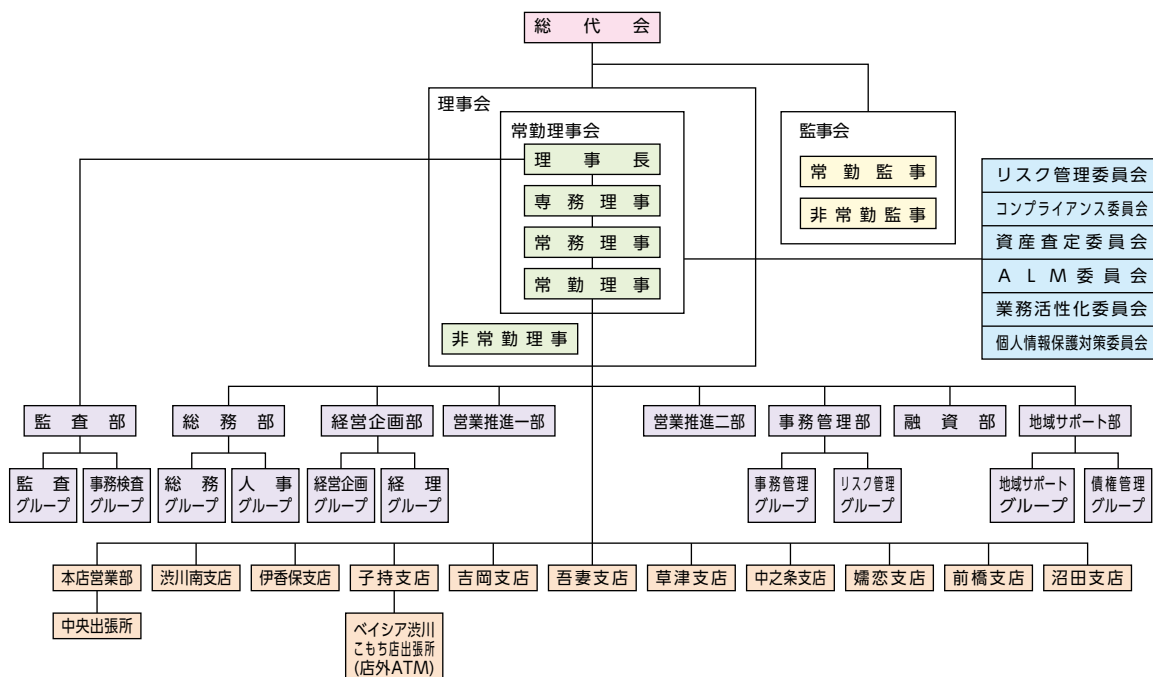 総代会
理事会
常勤理事会
理事長
専務理事
常務理事
常勤理事
非常勤理事
監事会
常勤監事
非常勤監事
リスク管理委員会
コンプライアンス委員会
資産査定委員会
ALM委員会
業務活性化委員会
個人情報保護対策委員会
監査部
総務部
経営企画部
営業推進一部
営業推進二部
事務管理部
融資部
地域サポート部
監査
グループ
事務検査
グループ
総務
グループ
人事
グループ
経営企画
グループ
経理
グループ
事務管理
グループ
リスク管理
グループ
地域サポート
グループ
債権管理
グループ
本店営業部
渋川南支店
伊香保支店
子持支店
吉岡支店
吾妻支店
草津支店
中之条支店
嬬恋支店
前橋支店
沼田支店
中央出張所
ベイシア渋川
こもち店出張所
(店外ATM)